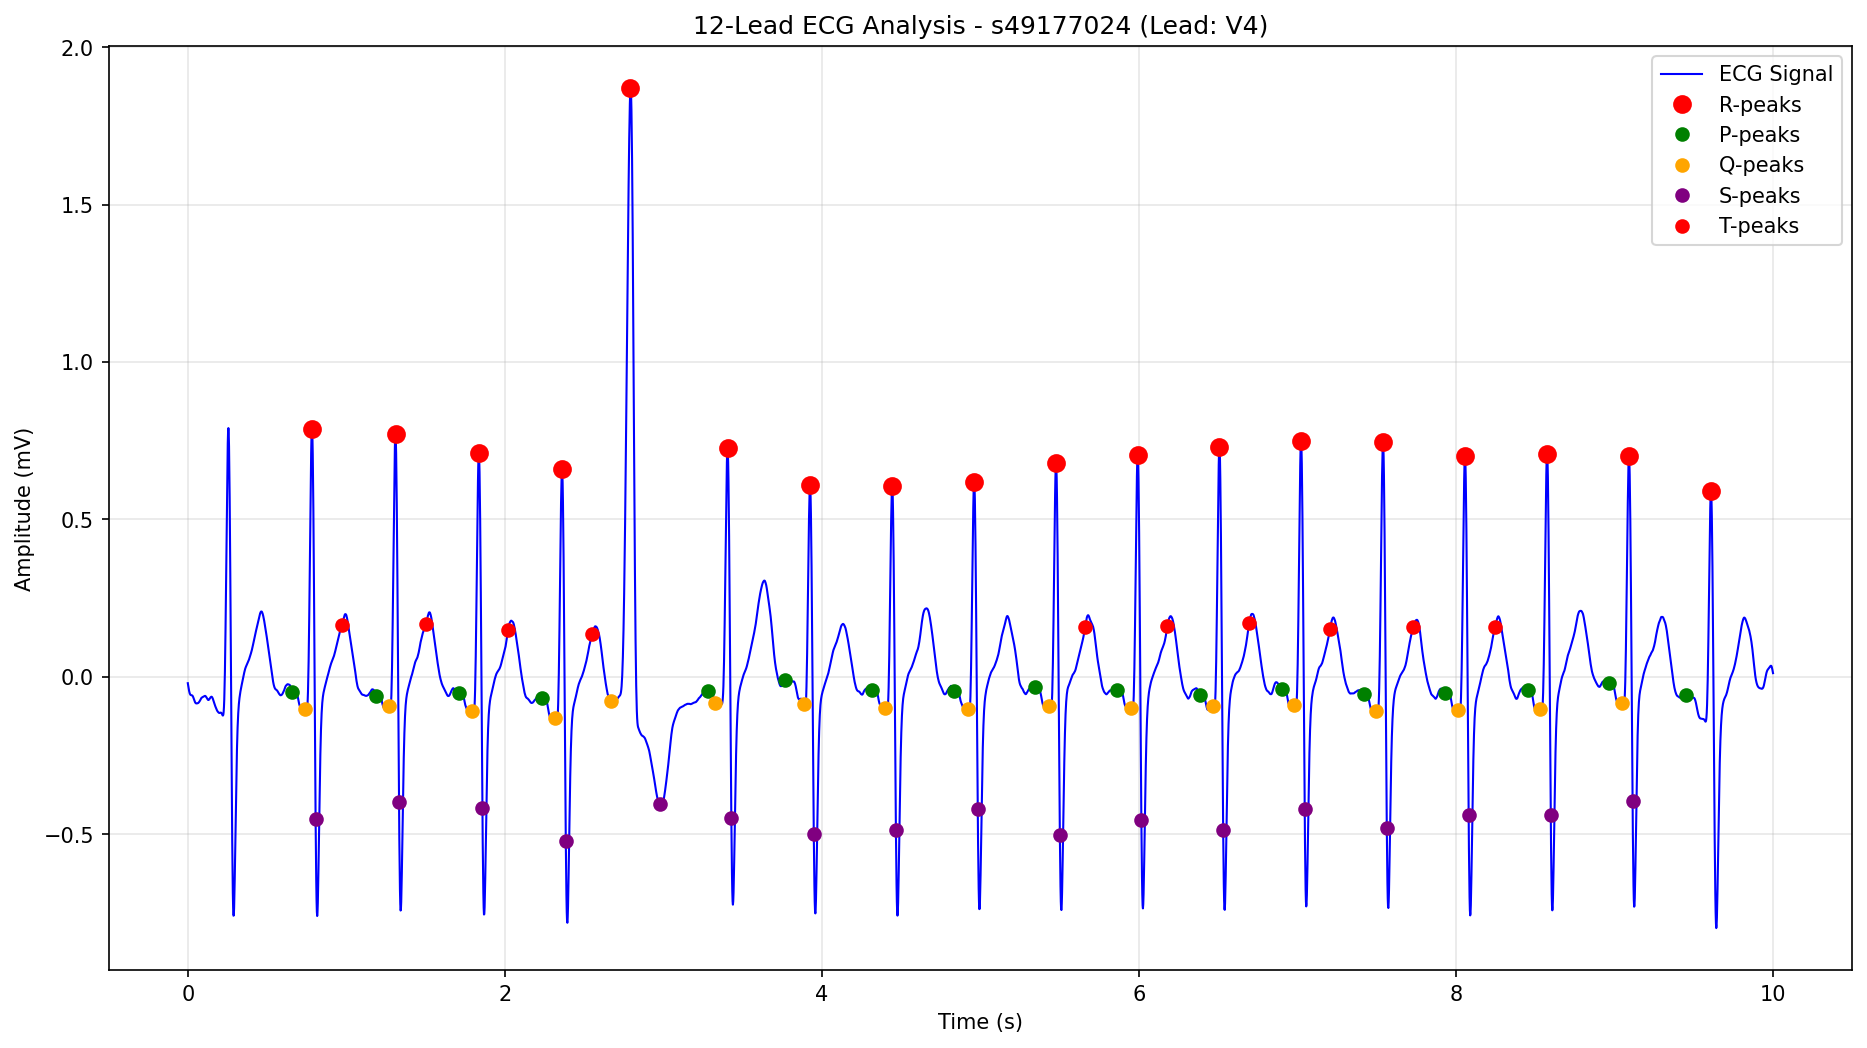 12-Lead ECG Analysis - s49177024 (Lead: V4)
ECG Signal
R-peaks
P-peaks
Q-peaks
S-peaks
T-peaks
Amplitude (mV)
2.0
1.5
1.0
0.5
0.0
−0.5
0 2 4 6 8 10
Time (s)